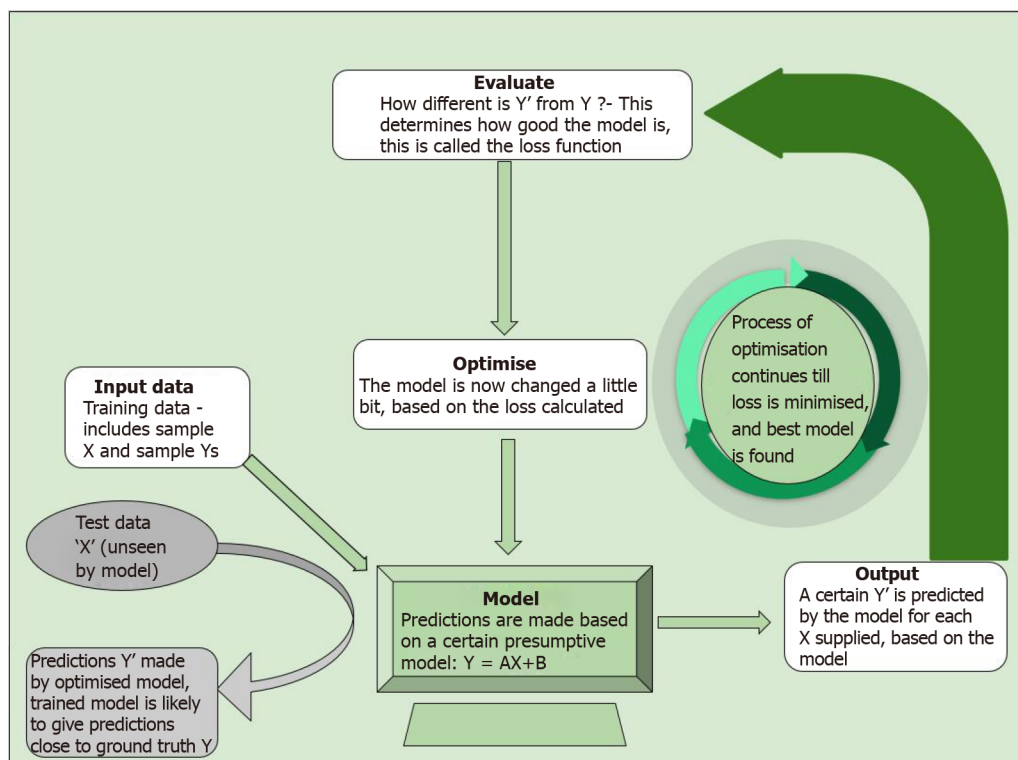 Evaluate
How different is Y’ from Y ?- This
determines how good the model is,
this is called the loss function
Optimise
The model is now changed a little
bit, based on the loss calculated
Process of
optimisation
continues till
loss is minimised,
and best model
is found
Input data
Training data -
includes sample
X and sample Ys
Test data
‘X’ (unseen
by model)
Model
Predictions are made based
on a certain presumptive
model: Y = AX+B
Output
A certain Y’ is predicted
by the model for each
X supplied, based on the
model
Predictions Y’ made
by optimised model,
trained model is likely
to give predictions
close to ground truth Y